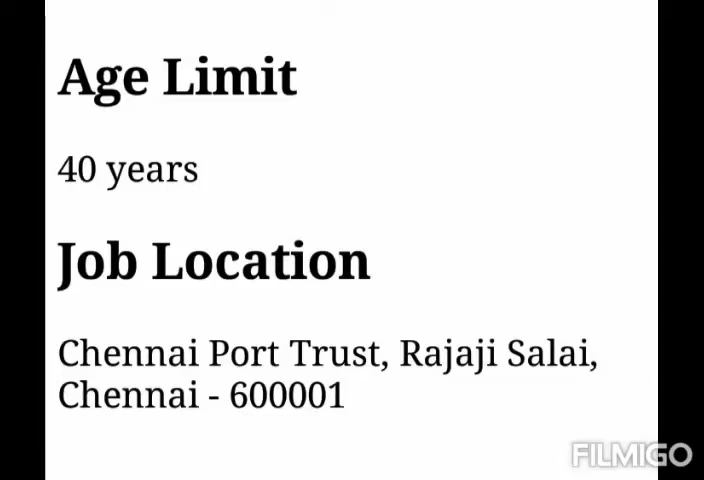 Age Limit
40 years
Job Location
Chennai Port Trust, Rajaji Salai,
Chennai - 600001
FILMIGO